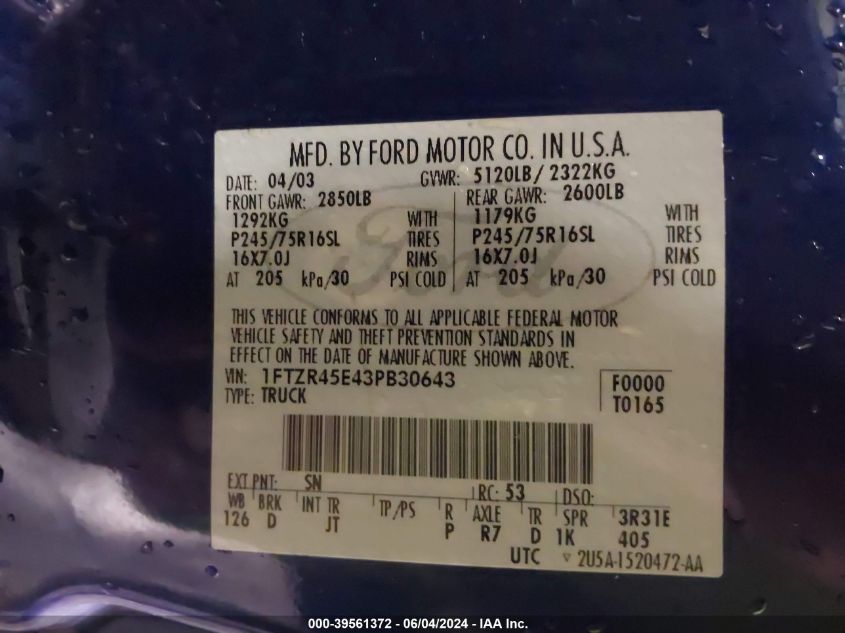 MFD. BY FORD MOTOR CO. IN U.S.A.
DATE: 04/03 GVWR: 5120LB/ 2322KG
FRONT GAWR: 2850LB REAR GAWR: 2600LB
1292KG WITH 1179KG WITH
P245/75R16SL TIRES P245/75R16SL TIRES
16X7.0J RIMS 16X7.0J RIMS
AT 205 kPa/30 PSI COLD AT 205 kPa/30 PSI COLD
Ford
THIS VEHICLE CONFORMS TO ALL APPLICABLE FEDERAL MOTOR
VEHICLE SAFETY AND THEFT PREVENTION STANDARDS IN
EFFECT ON THE DATE OF MANUFACTURE SHOWN ABOVE.
VIN: 1FTZR45E43PB30643 F0000
TYPE: TRUCK T0165
EXT PNT: SN RC: 53 DSO:
WB BRK INT TR TP/PS R AXLE TR SPR 3R31E
126 D JT P R7 D 1K 405
UTC ▽ 2U5A-1520472-AA
000-39561372 - 06/04/2024 - IAA Inc.